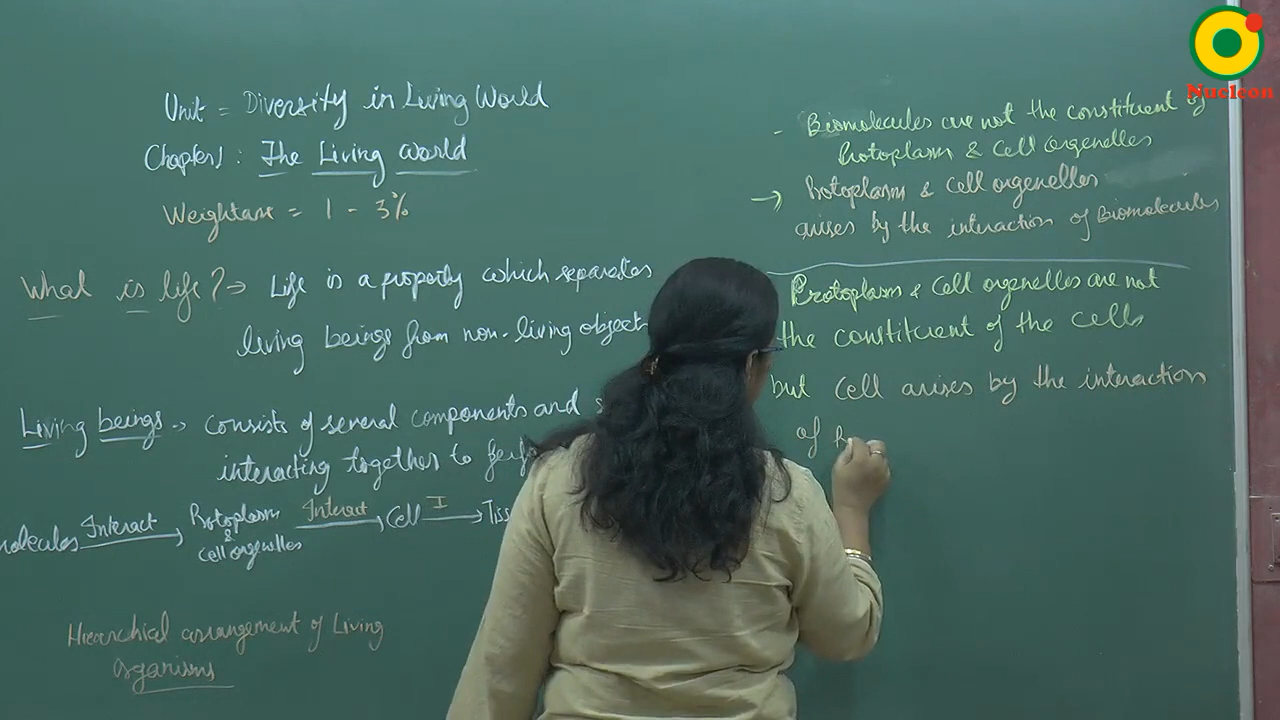 Unit = Diversity in Living World
Chapter 1 : The Living world
Weightage = 1 - 3%
What is life? ⇒ Life is a property which separates
living beings from non-living object
Living beings → consists of several components and s
interacting together to perfo
molecules Interact → Protoplasm & cell organelles Interact → Cell I → Tiss
Hierarchial arrangement of Living
organisms
- Biomolecules are not the constituent of
Protoplasm & Cell organelles
→ Protoplasm & Cell organelles
arises by the interaction of Biomolecules
Protoplasm & Cell organelles are not
the constituent of the cells
but cell arises by the interaction
of
Nucleon